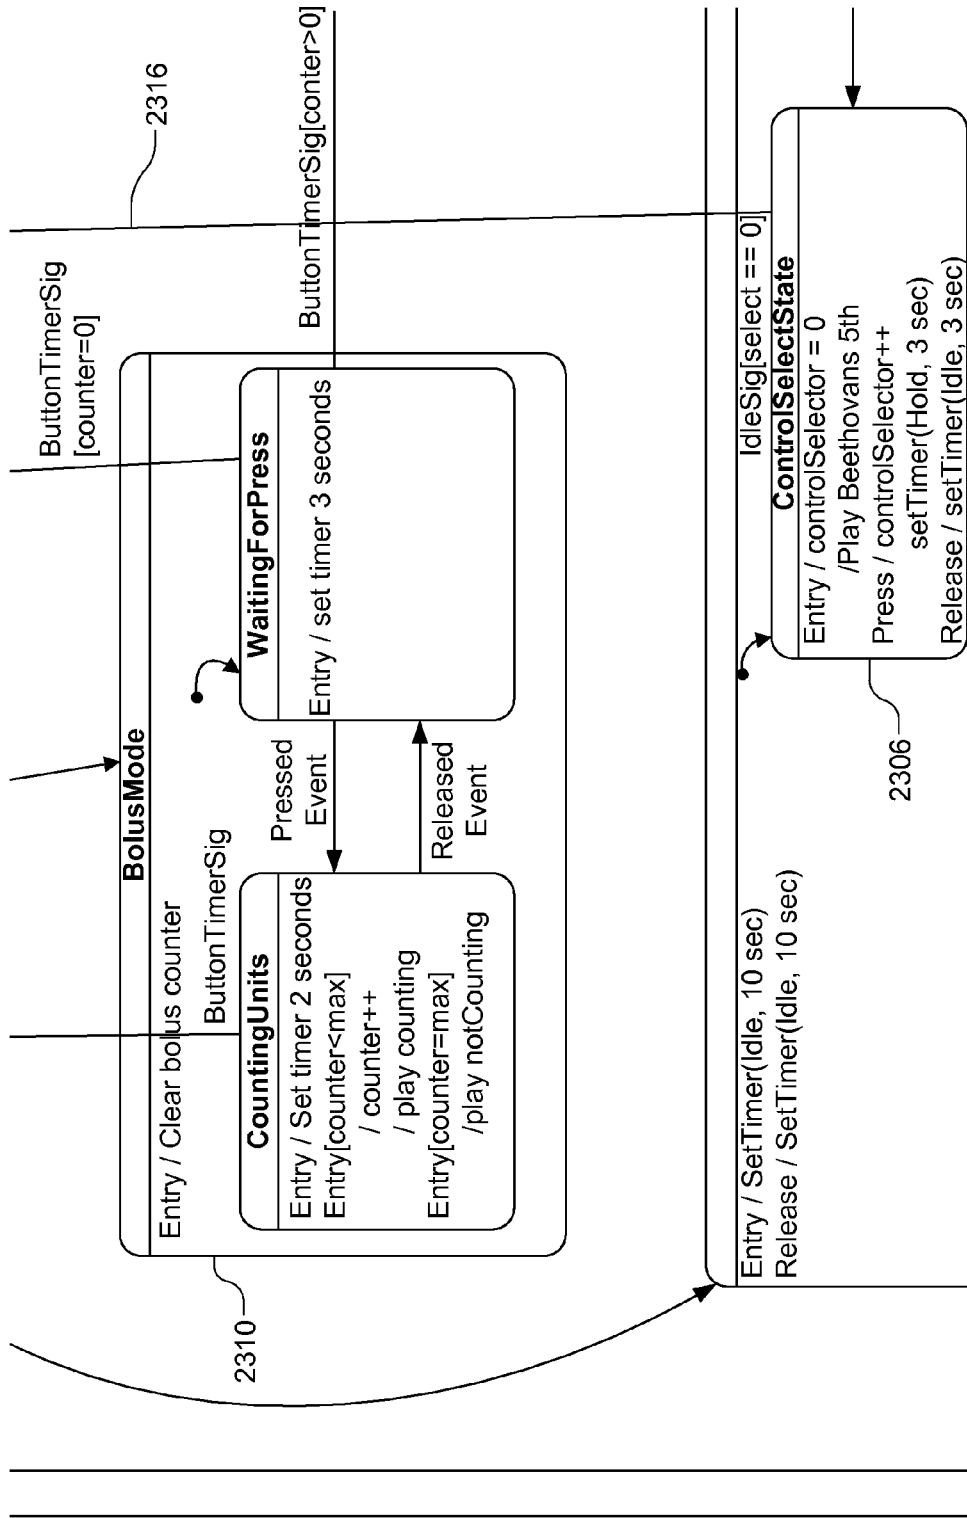 2316
ButtonTimerSig
[counter=0]
ButtonTimerSig[conter>0]
BolusMode
Entry / Clear bolus counter
ButtonTimerSig
CountingUnits
Entry / Set timer 2 seconds
Entry[counter<max]
/ counter++
/ play counting
Entry[counter=max]
/play notCounting
Pressed
Event
Released
Event
WaitingForPress
Entry / set timer 3 seconds
2310
Entry / SetTimer(Idle, 10 sec)
Release / SetTimer(Idle, 10 sec)
IdleSig[select == 0]
ControlSelectState
Entry / controlSelector = 0
/Play Beethovans 5th
Press / controlSelector++
setTimer(Hold, 3 sec)
Release / setTimer(Idle, 3 sec)
2306